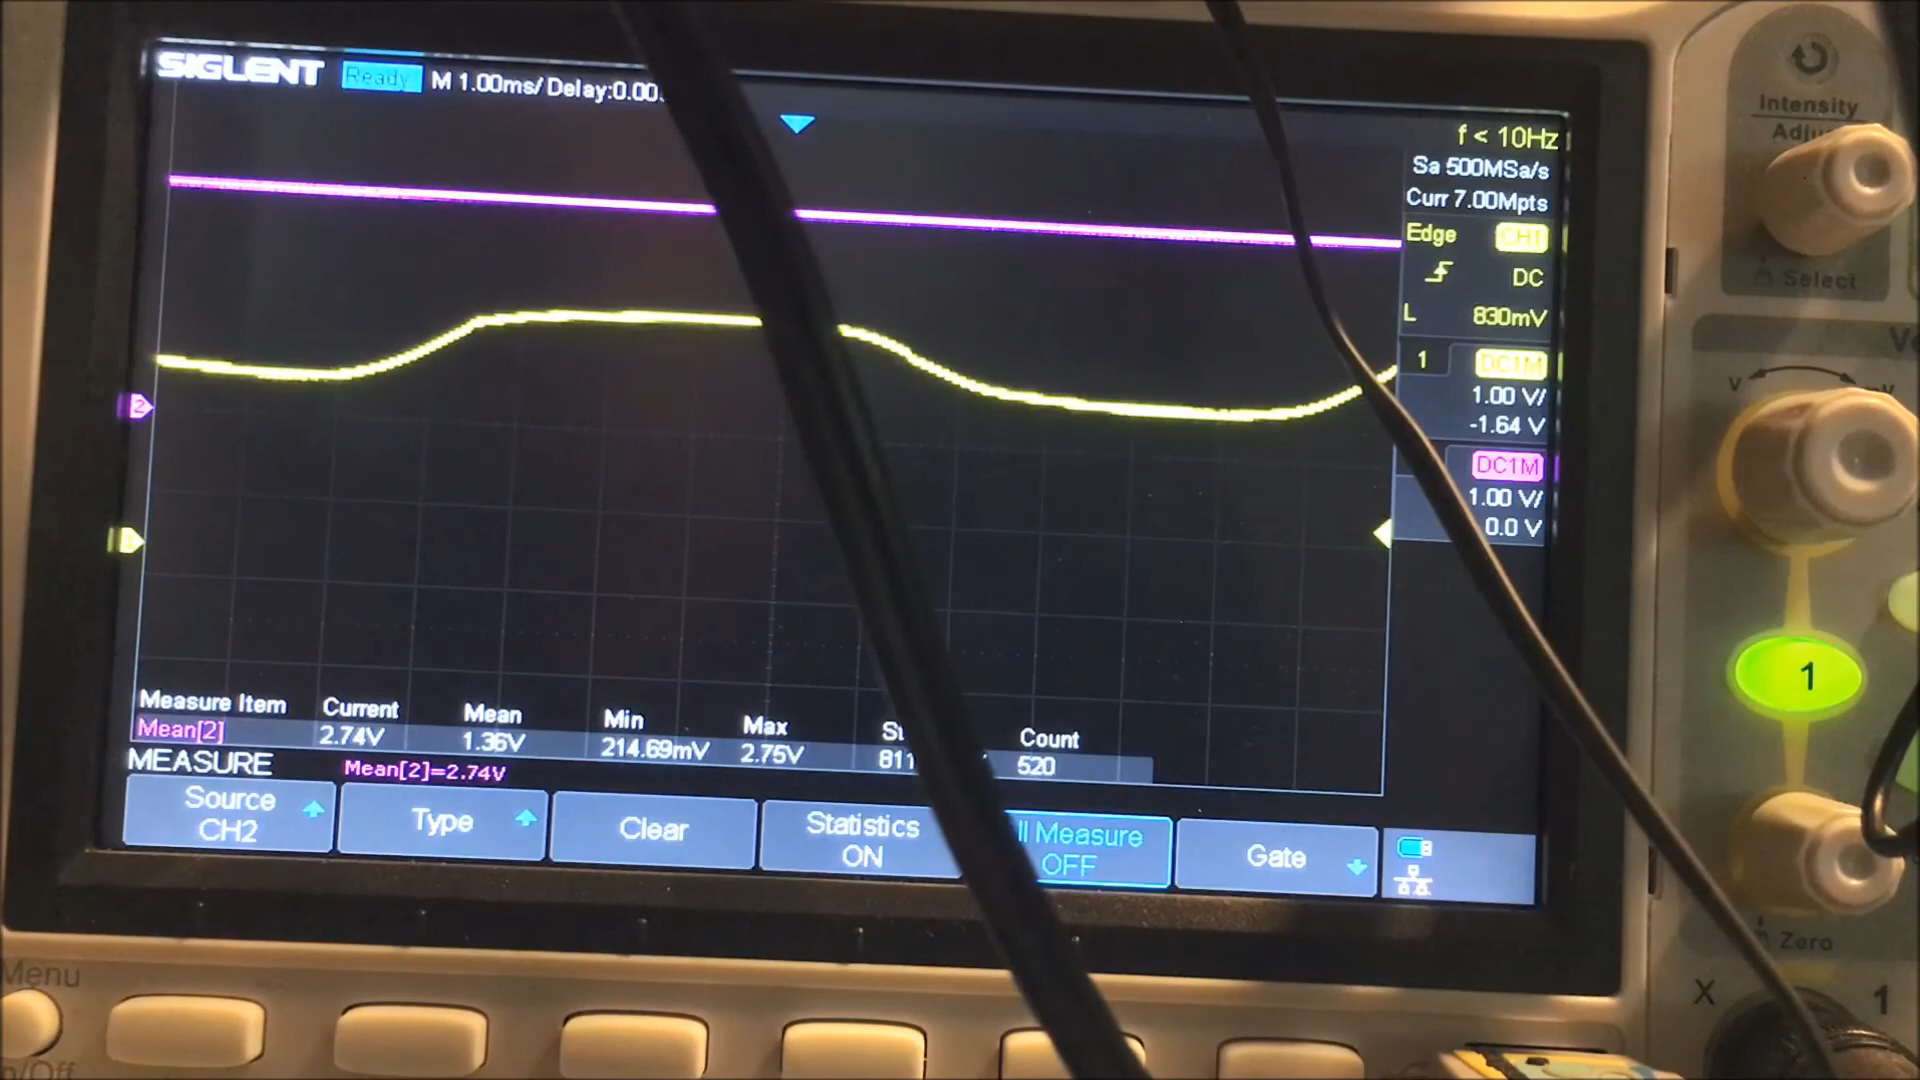 SIGLENT Ready M 1.00ms/ Delay:0.00
f < 10Hz
Sa 500MSa/s
Curr 7.00Mpts
Edge CH1
DC
L 830mV
1 DC1M
1.00 V/
-1.64 V
DC1M
1.00 V/
0.0 V
2
Measure Item Current Mean Min Max Count
Mean[2] 2.74V 1.36V 214.69mV 2.75V 811 520
MEASURE Mean[2]=2.74V
Source
CH2
Type
Clear
Statistics
ON
Measure
OFF
Gate
Intensity
Select
1
Zero
X 1
Menu